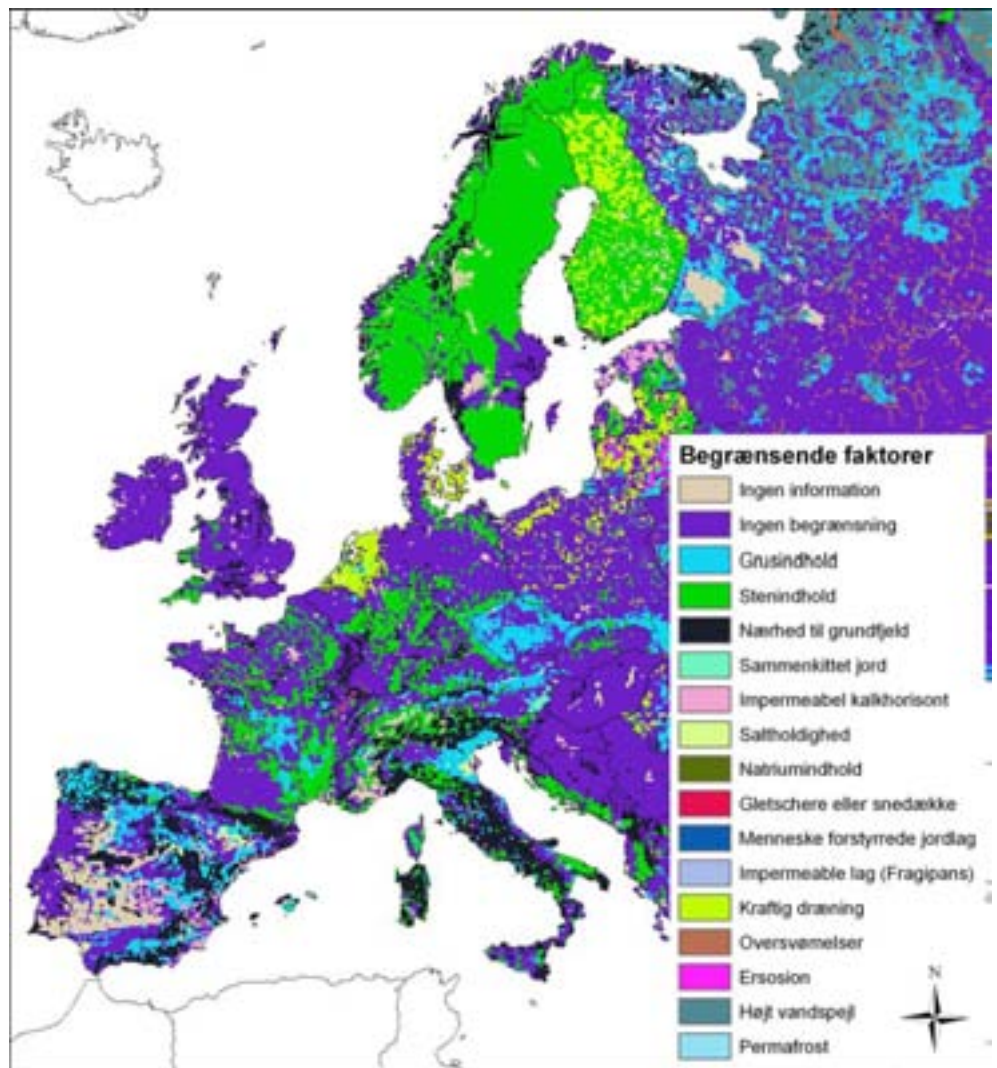 N
Begrænsende faktorer
Ingen information
Ingen begrænsning
Grusindhold
Stenindhold
Nærhed til grundfjeld
Sammenkittet jord
Impermeabel kalkhorisont
Saltholdighed
Natriumindhold
Gletschere eller snedække
Menneske forstyrrede jordlag
Impermeable lag (Fragipans)
Kraftig dræning
Oversvømelser
Ersosion
Højt vandspejl
Permafrost
N